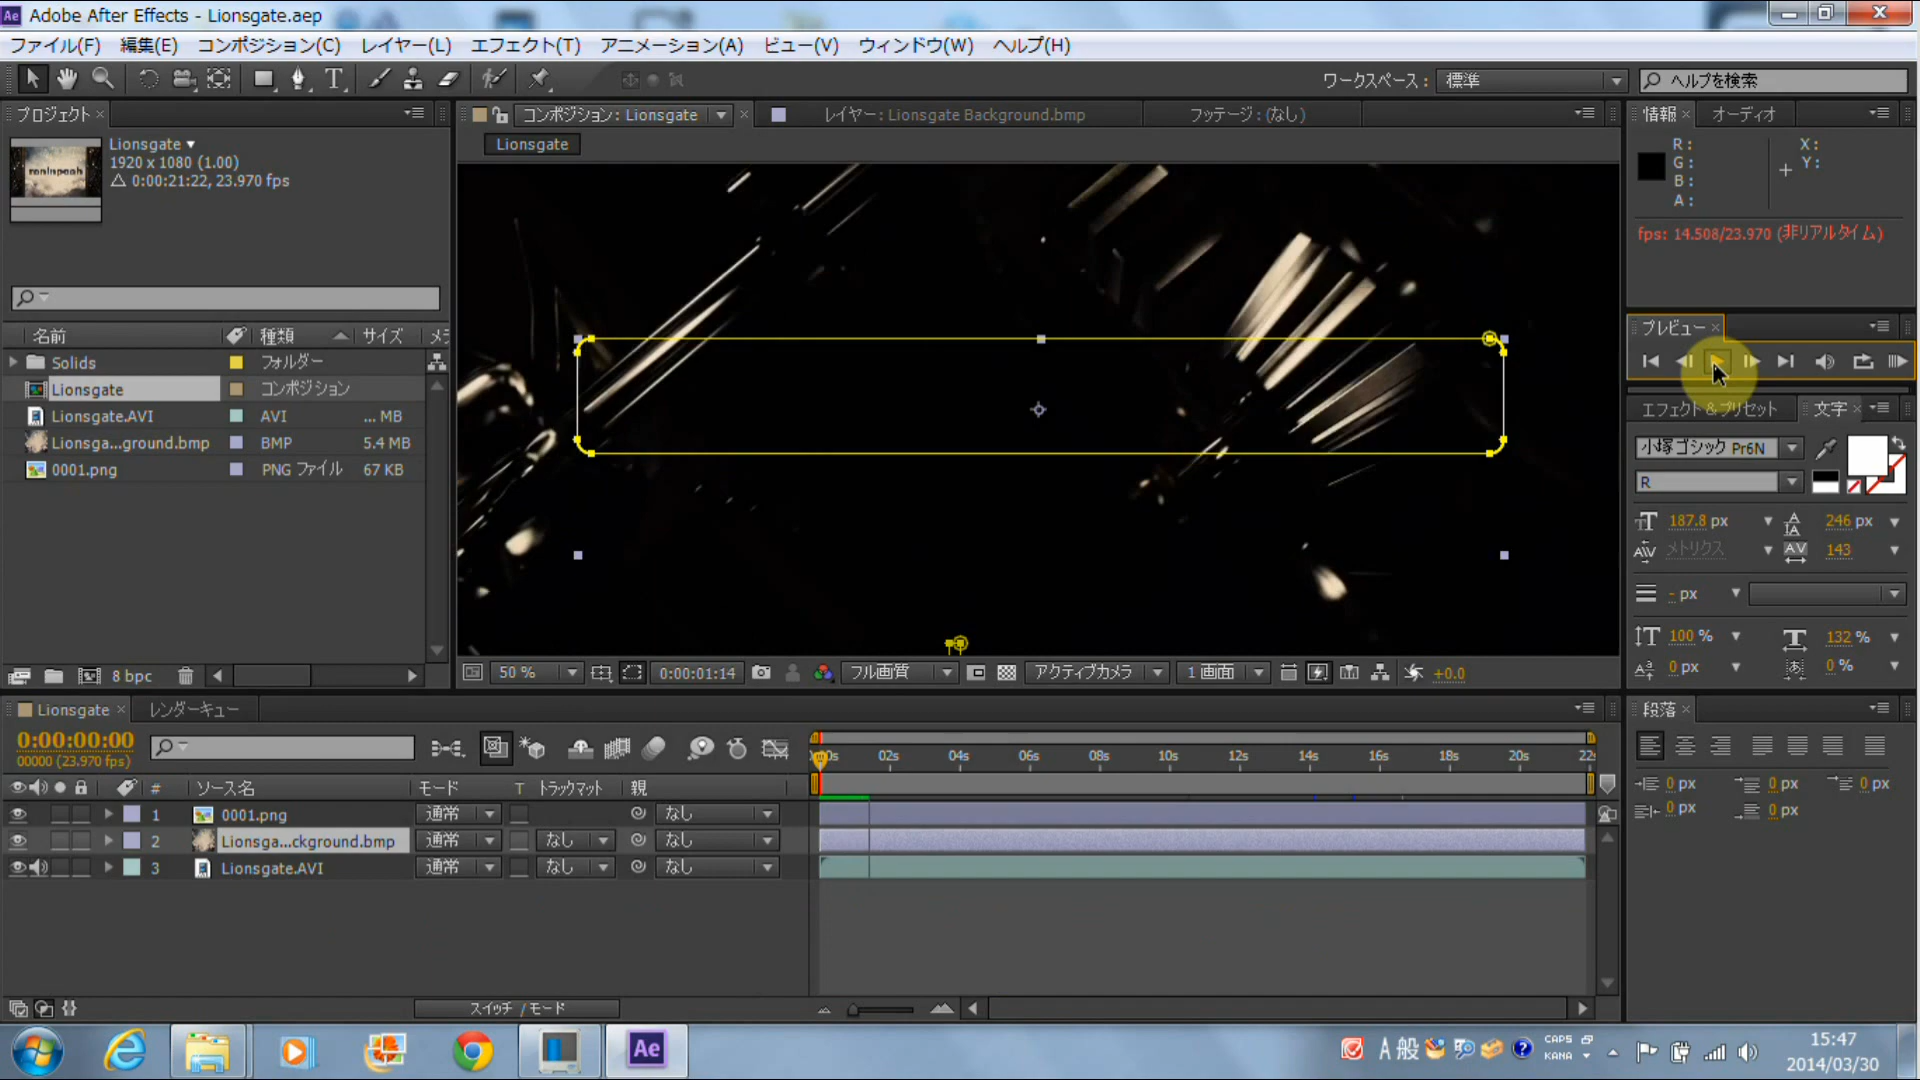 Adobe After Effects - Lionsgate.aep
ファイル(F) 編集(E) コンポジション(C) レイヤー(L) エフェクト(T) アニメーション(A) ビュー(V) ウィンドウ(W) ヘルプ(H)
ワークスペース : 標準 ヘルプを検索
プロジェクト
コンポジション: Lionsgate
レイヤー: Lionsgate Background.bmp
フッテージ: (なし)
情報 オーディオ
Lionsgate
Lionsgate
1920 x 1080 (1.00)
△ 0:00:21:22, 23.970 fps
R :
G :
B :
A :
X :
Y :
fps: 14.508/23.970 (非リアルタイム)
プレビュー
名前 種類 サイズ
Solids フォルダー
Lionsgate コンポジション
Lionsgate.AVI AVI ... MB
Lionsga...ground.bmp BMP 5.4 MB
0001.png PNG ファイル 67 KB
エフェクト＆プリセット 文字
小塚ゴシック Pr6N
R
187.8 px 246 px
メトリクス 143
- px
100 % 132 %
0 px 0 %
8 bpc
50 % 0:00:01:14 フル画質 アクティブカメラ 1 画面 +0.0
Lionsgate レンダーキュー
段落
0:00:00:00
00000 (23.970 fps)
02s 04s 06s 08s 10s 12s 14s 16s 18s 20s
# ソース名 モード T トラックマット 親
1 0001.png 通常 なし
2 Lionsga...ckground.bmp 通常 なし なし
3 Lionsgate.AVI 通常 なし なし
0 px 0 px 0 px
0 px 0 px
スイッチ / モード
Ae
A 般
CAPS
KANA
15:47
2014/03/30